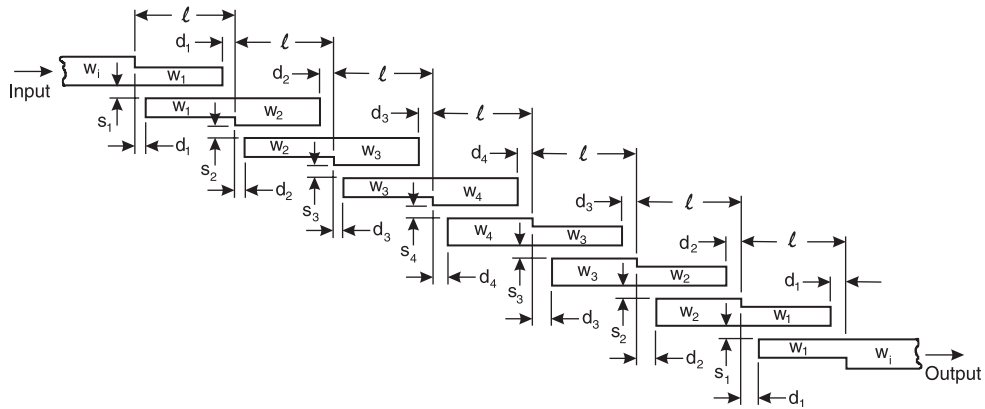 ℓ
d₁ ℓ
wᵢ w₁ d₂ ℓ
Input
w₁ w₂ d₃ ℓ
s₁
d₁ w₂ w₃ d₄ ℓ
s₂
d₂ w₃ w₄ d₃ ℓ
s₃
d₃ w₄ w₃ d₂ ℓ
s₄
d₄ w₃ w₂ d₁
s₃
d₃ w₂ w₁
s₂
d₂ w₁ wᵢ
s₁ Output
d₁